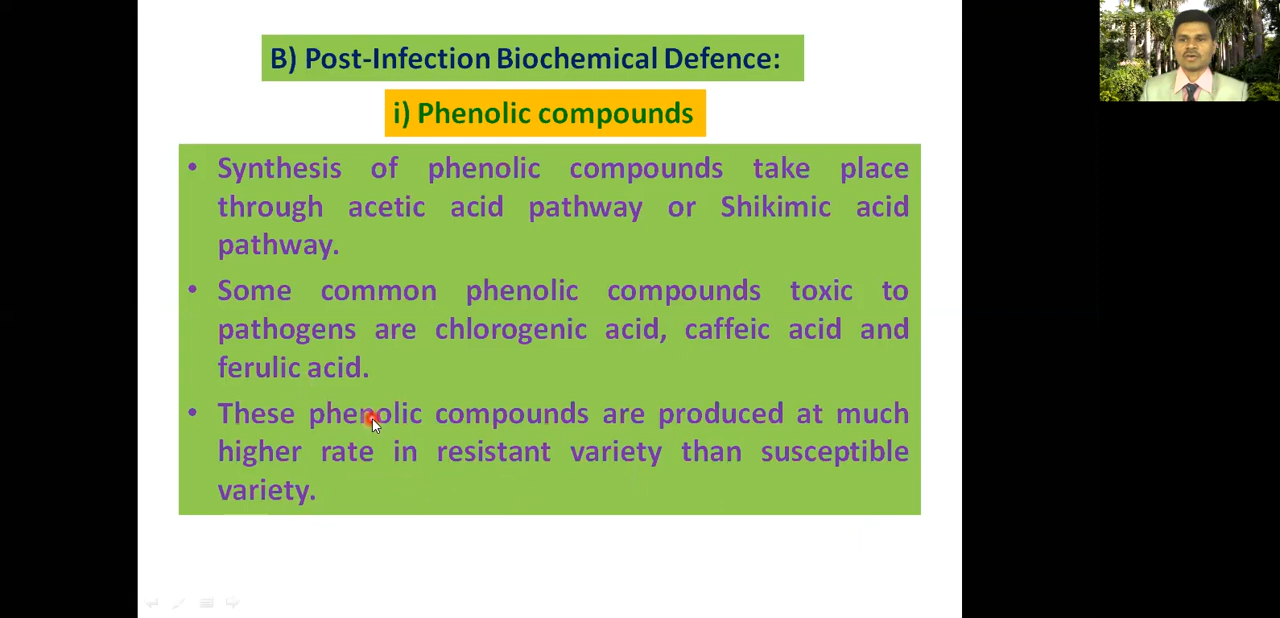 B) Post-Infection Biochemical Defence:
i) Phenolic compounds
• Synthesis of phenolic compounds take place
through acetic acid pathway or Shikimic acid
pathway.
• Some common phenolic compounds toxic to
pathogens are chlorogenic acid, caffeic acid and
ferulic acid.
• These phenolic compounds are produced at much
higher rate in resistant variety than susceptible
variety.